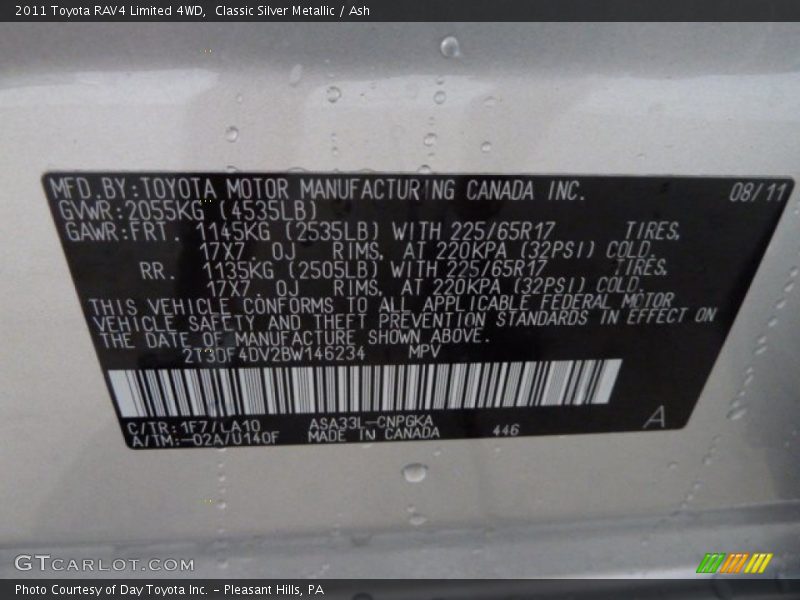 2011 Toyota RAV4 Limited 4WD, Classic Silver Metallic / Ash
MFD.BY:TOYOTA MOTOR MANUFACTURING CANADA INC. 08/11
GVWR:2055KG (4535LB)
GAWR:FRT. 1145KG (2535LB) WITH 225/65R17 TIRES,
17X7.0J RIMS, AT 220KPA (32PSI) COLD.
RR. 1135KG (2505LB) WITH 225/65R17 TIRES,
17X7.0J RIMS, AT 220KPA (32PSI) COLD.
THIS VEHICLE CONFORMS TO ALL APPLICABLE FEDERAL MOTOR
VEHICLE SAFETY AND THEFT PREVENTION STANDARDS IN EFFECT ON
THE DATE OF MANUFACTURE SHOWN ABOVE.
2T3DF4DV2BW146234 MPV
C/TR:1F7/LA10 ASA33L-CNPGKA
A/TM:-02A/U140F MADE IN CANADA 446 A
GTCARLOT.COM
Photo Courtesy of Day Toyota Inc. – Pleasant Hills, PA